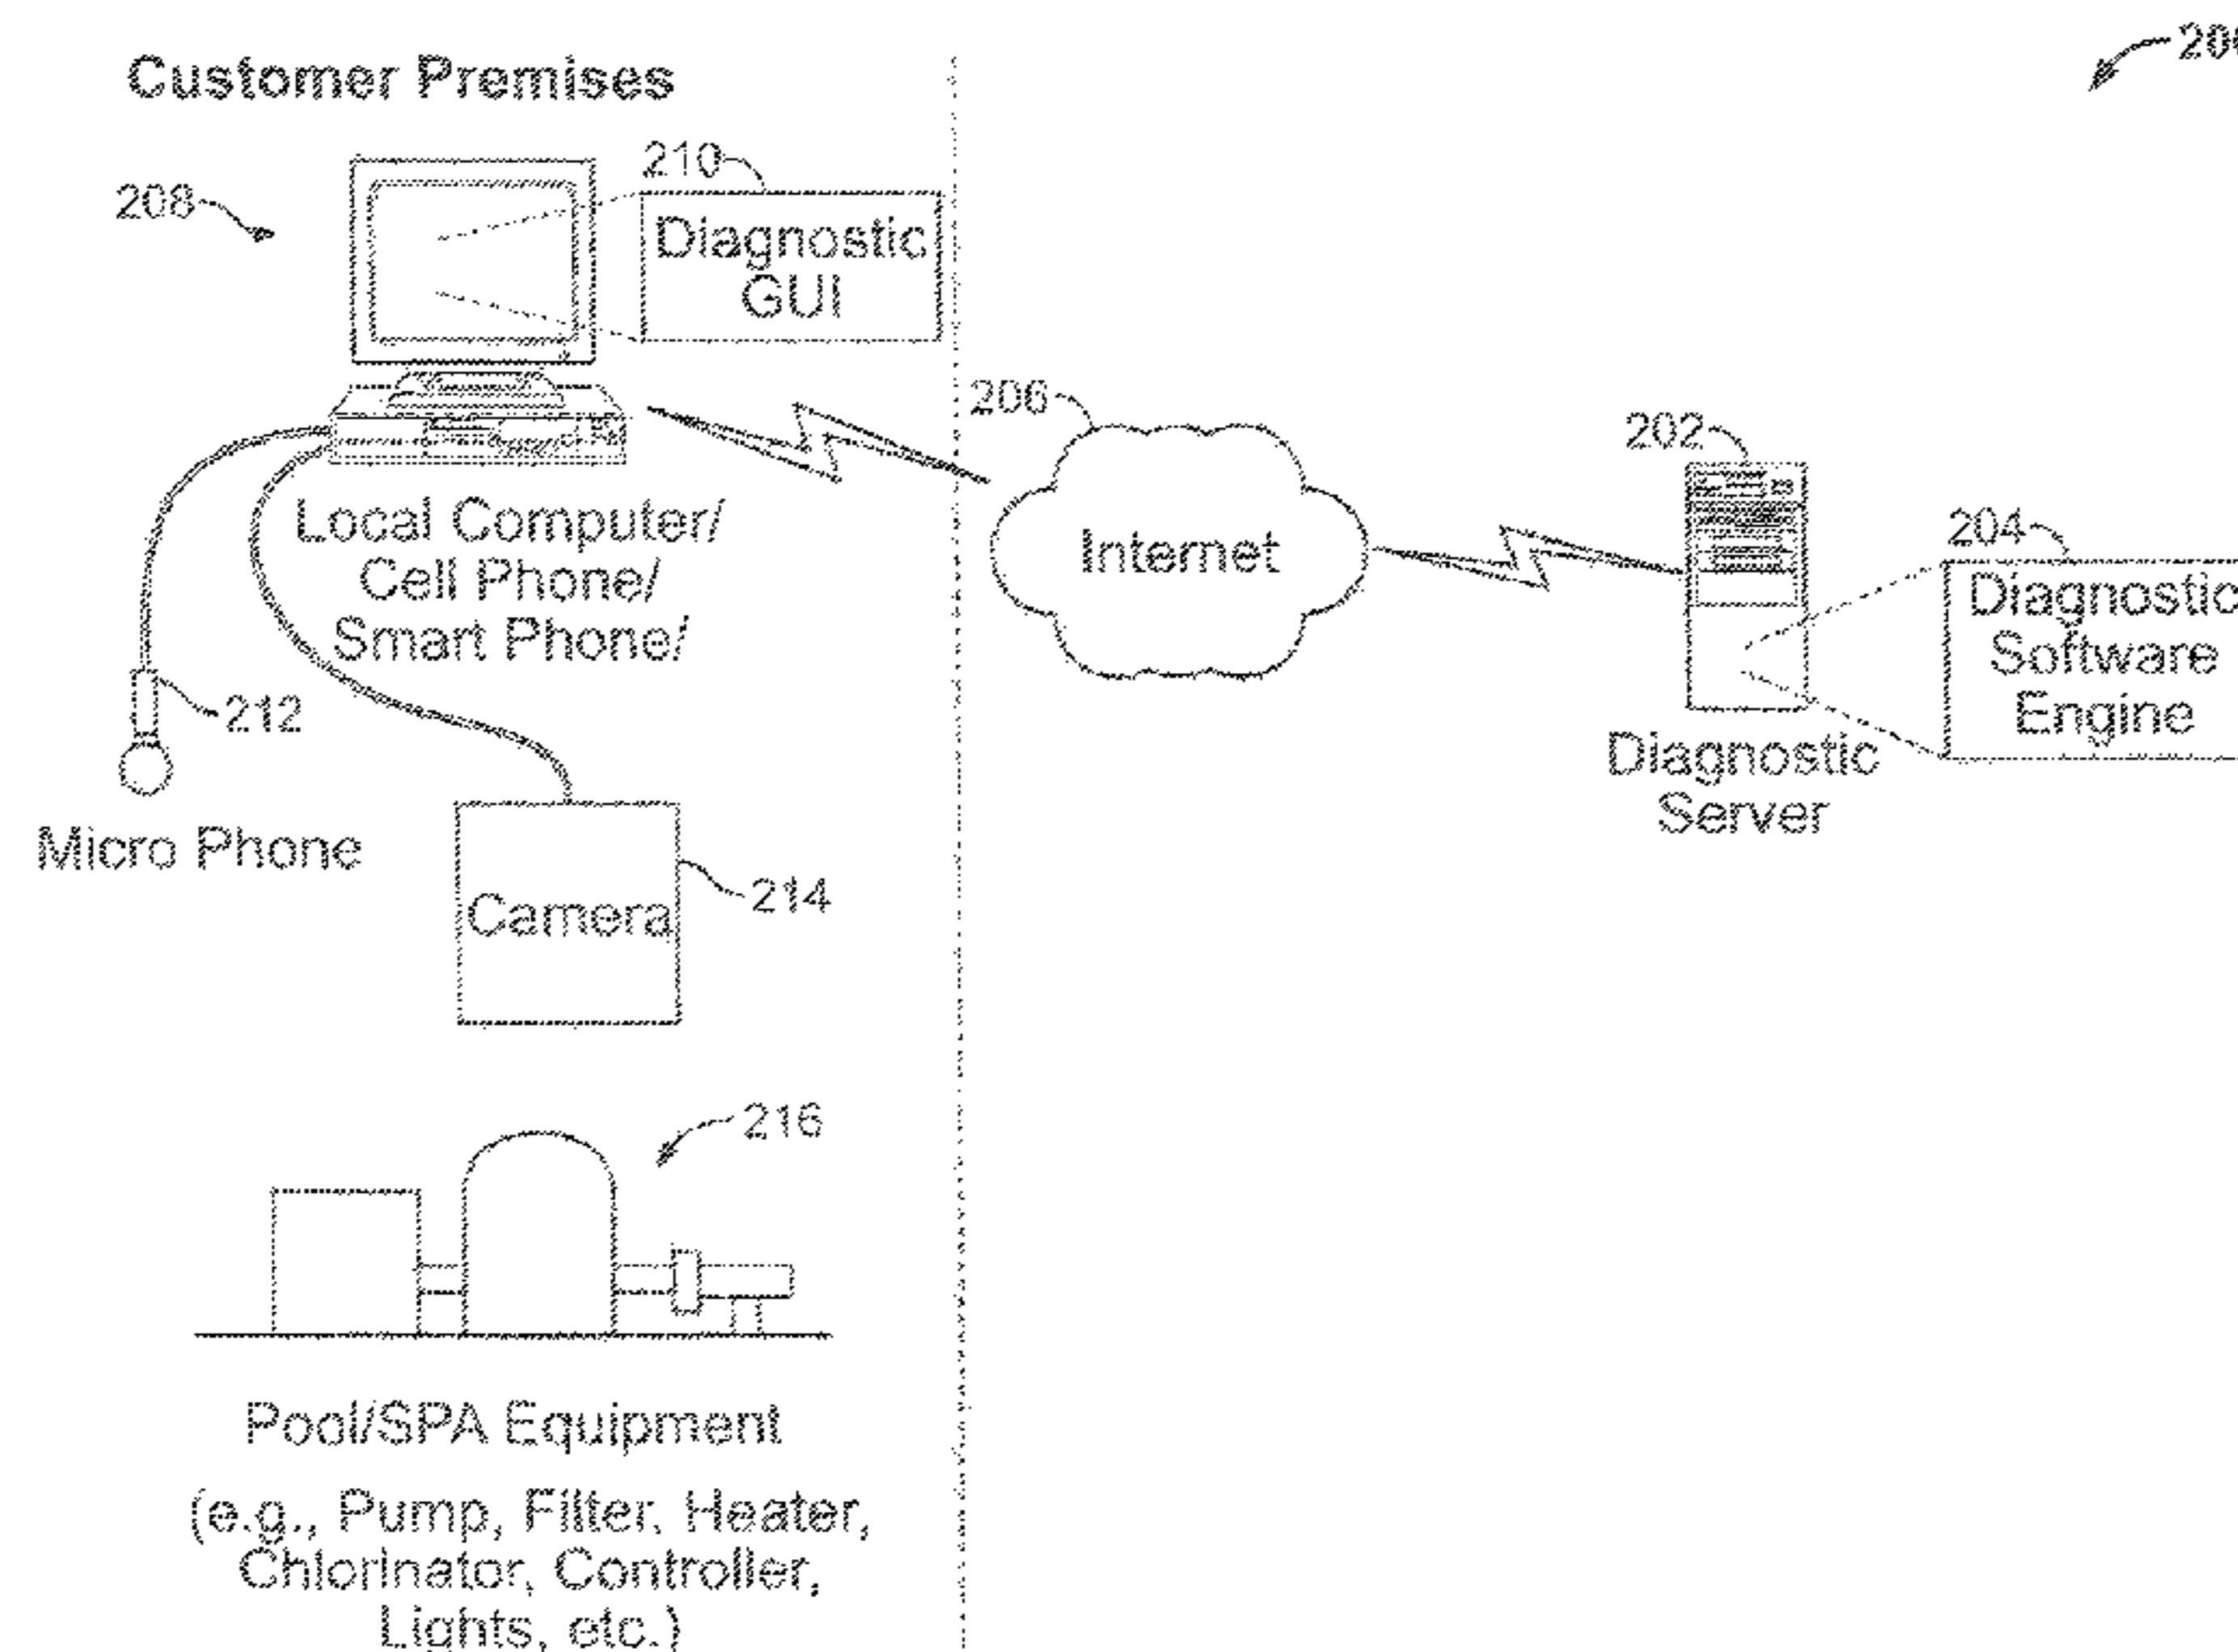 Customer Premises
208
210
Diagnostic
GUI
Local Computer/
Cell Phone/
Smart Phone/
212
Micro Phone
Camera
214
216
Pool/SPA Equipment
(e.g., Pump, Filter, Heater,
Chlorinator, Controller,
Lights, etc.)
206
Internet
202
Diagnostic
Server
204
Diagnostic
Software
Engine